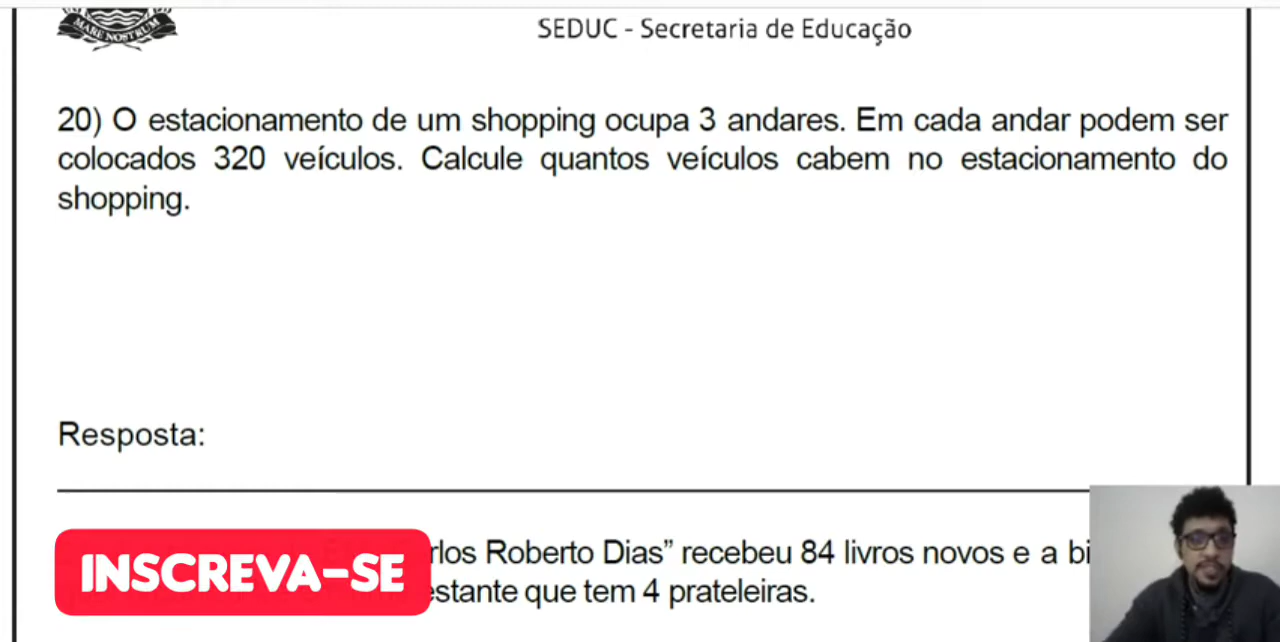 MARE NOSTRUM
SEDUC - Secretaria de Educação
20) O estacionamento de um shopping ocupa 3 andares. Em cada andar podem ser
colocados 320 veículos. Calcule quantos veículos cabem no estacionamento do
shopping.
Resposta:
rlos Roberto Dias” recebeu 84 livros novos e a bi
INSCREVA-SE
stante que tem 4 prateleiras.